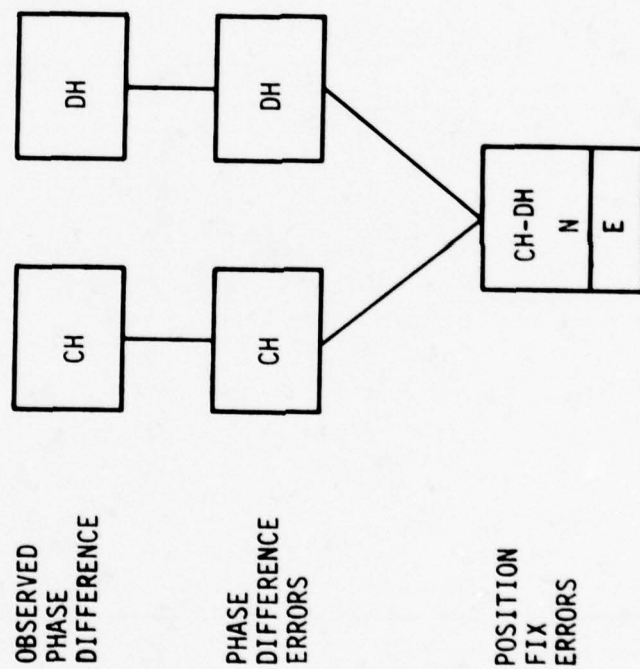 OBSERVED
PHASE
DIFFERENCE
CH
DH
PHASE
DIFFERENCE
ERRORS
CH
DH
POSITION
FIX
ERRORS
CH-DH
N
E